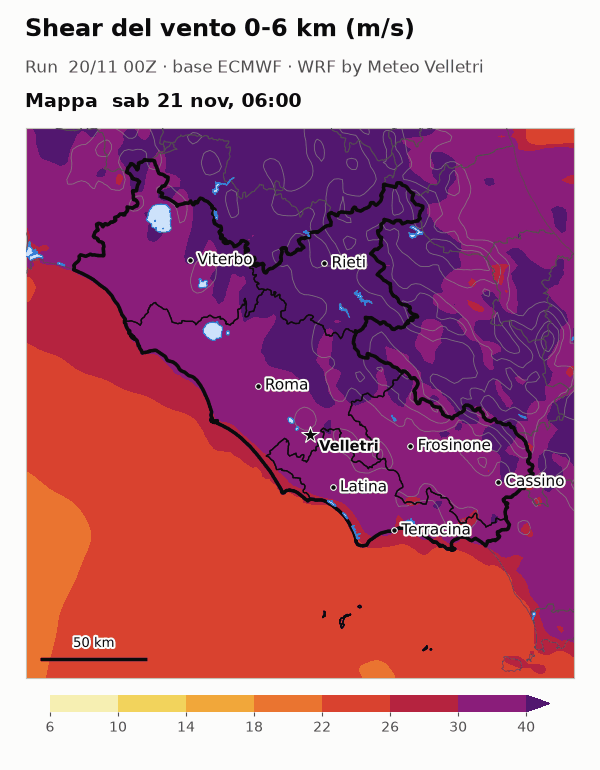 Shear del vento 0-6 km (m/s)
Run  20/11 00Z · base ECMWF · WRF by Meteo Velletri
Mappa  sab 21 nov, 06:00
Viterbo
Rieti
Roma
Velletri
Frosinone
Cassino
Latina
Terracina
50 km
6 10 14 18 22 26 30 40